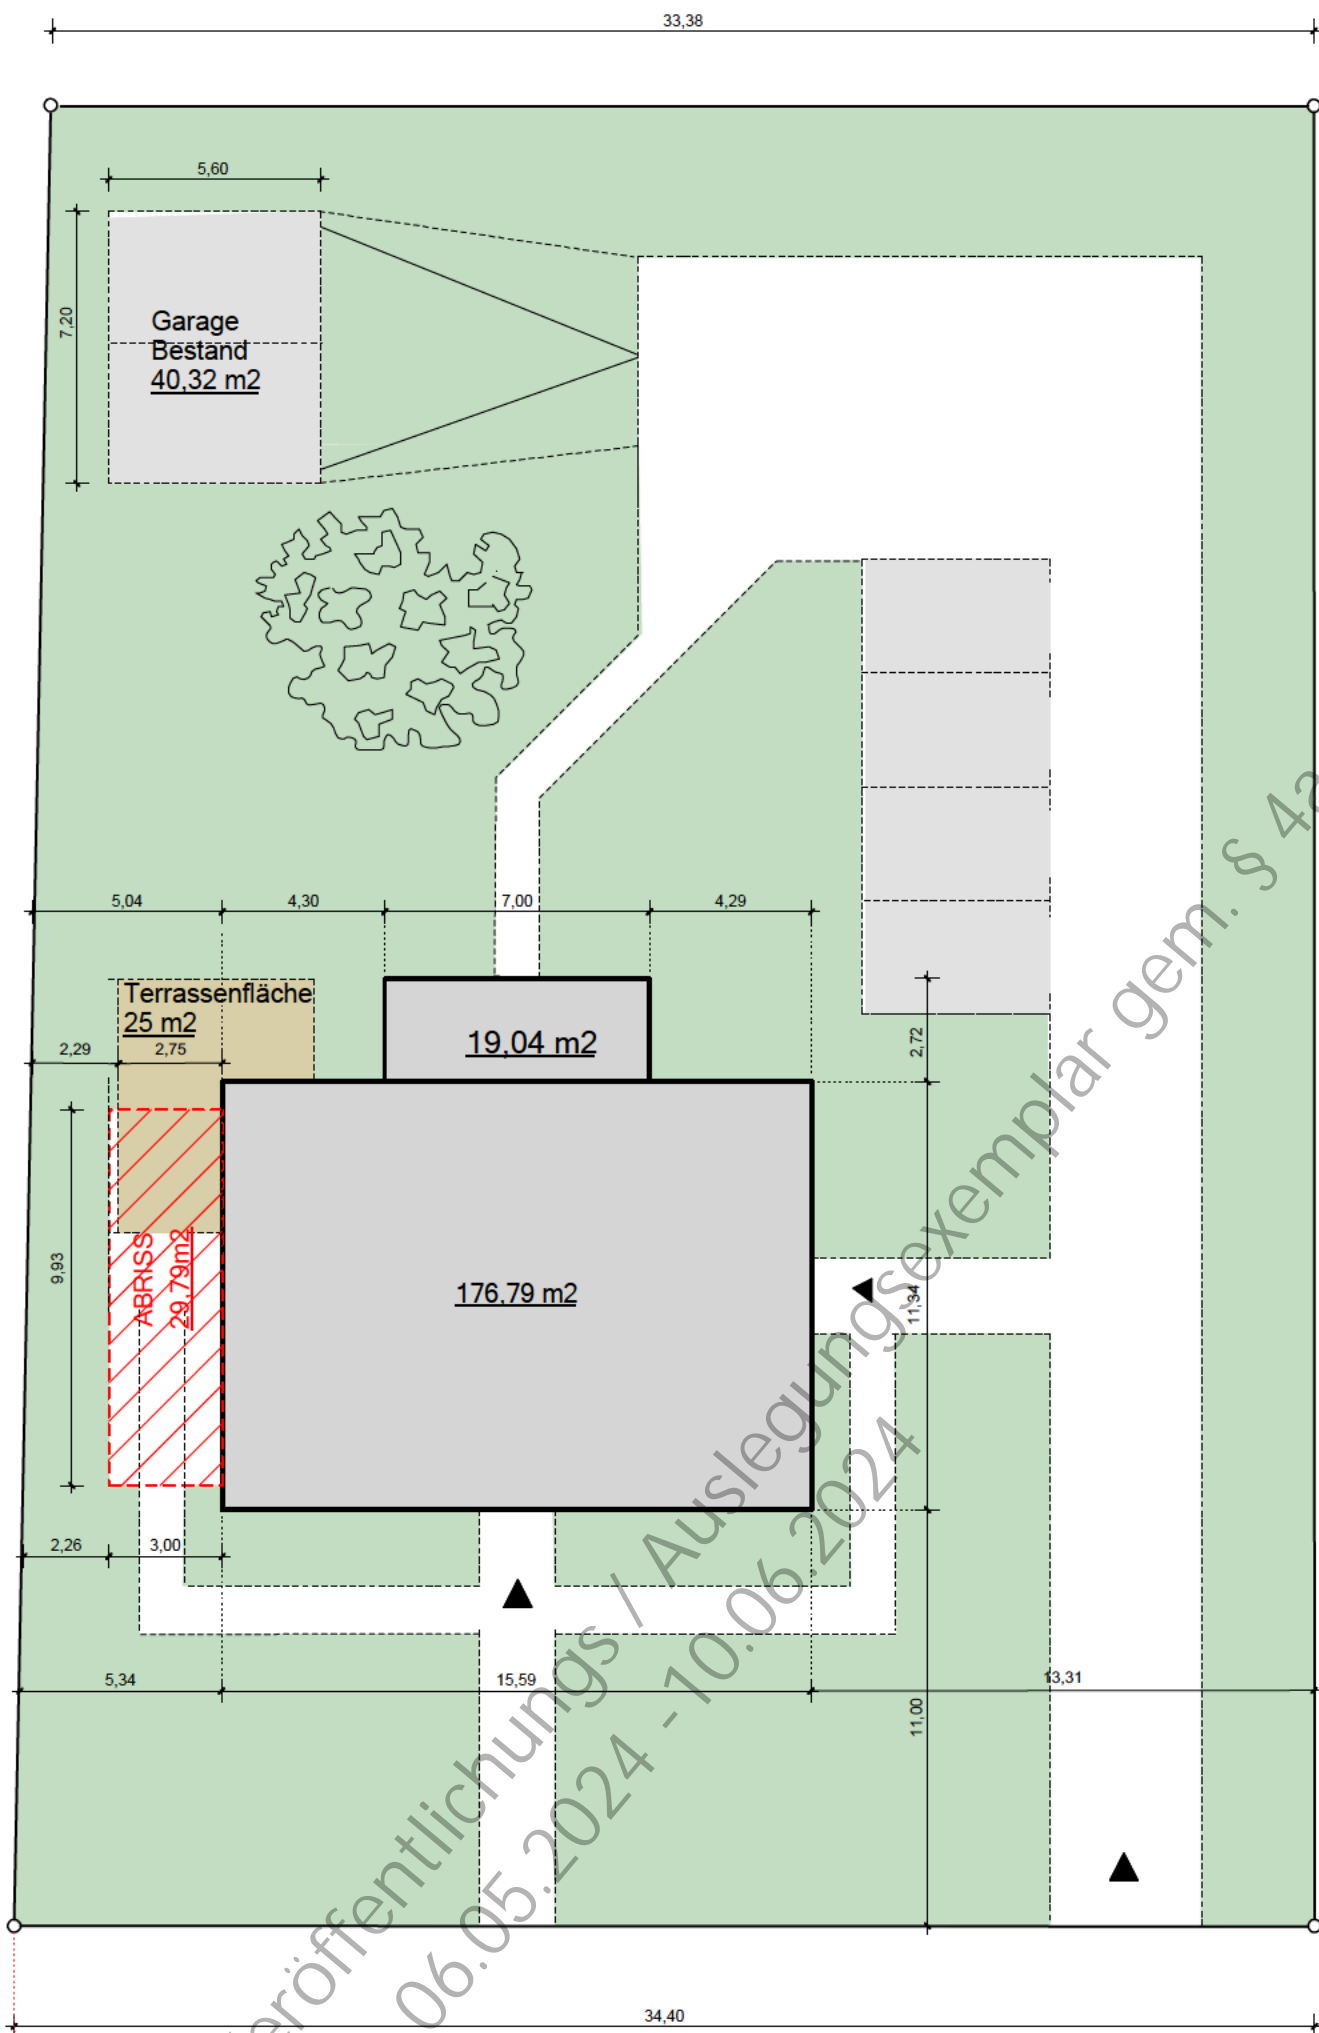 33,38
5,60
7,20
Garage
Bestand
40,32 m2
5,04
4,30
7,00
4,29
Terrassenfläche
25 m2
2,29
2,75
19,04 m2
2,72
9,93
ABRISS
29,79m2
176,79 m2
11,34
2,26
3,00
5,34
15,59
13,31
11,00
34,40
eröffentlichungs / Auslegungsexemplar gem. § 4a
06.05.2024 - 10.06.2024